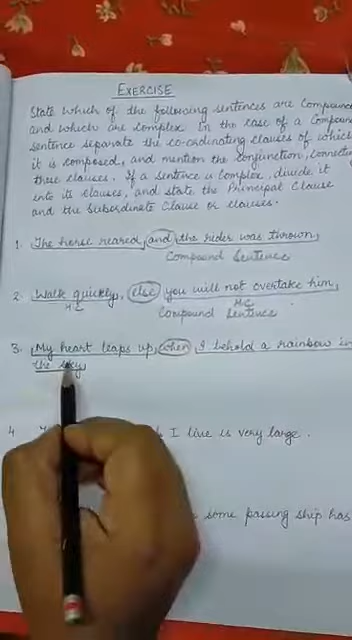 EXERCISE
State which of the following sentences are Compound
and which are complex. In the case of a Compound
sentence separate the co-ordinating clauses of which
it is composed, and mention the conjunction, connecting
these clauses. If a sentence is Complex, divide it
into its clauses, and state the Principal Clause
and the Subordinate Clause or clauses.
1. The horse reared and the rider was thrown,
Compound Sentence
2. Walk quickly, else you will not overtake him,
MC MC
Compound Sentence
3. My heart leaps up when I behold a rainbow in
the sky,
4. I live is very large.
some passing ship has